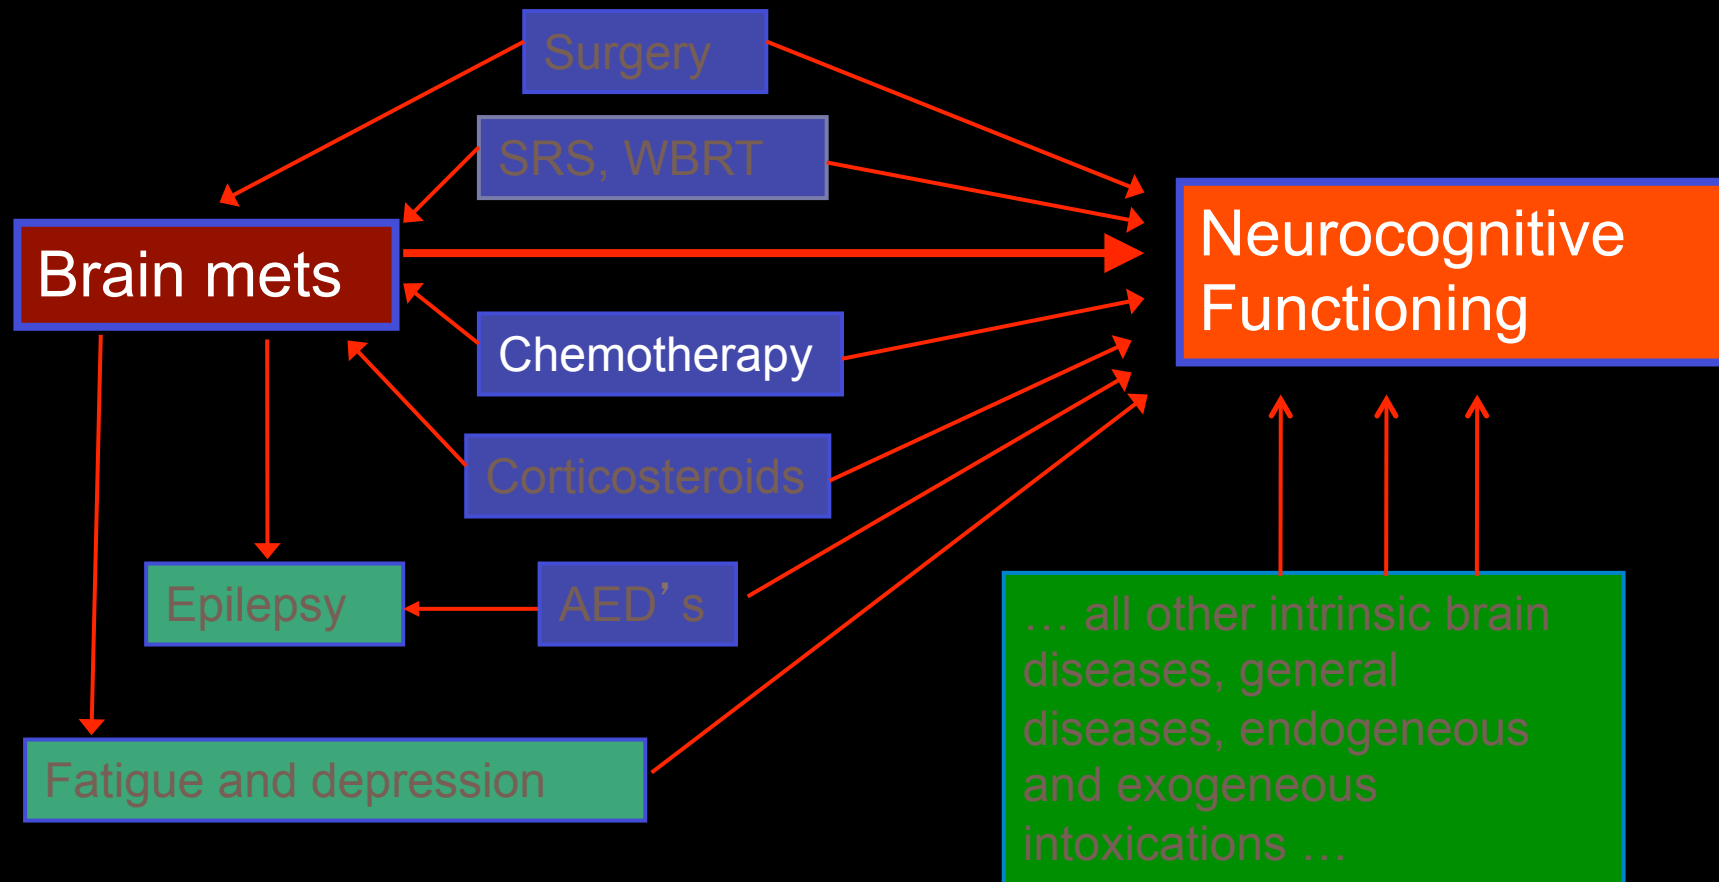 Surgery
SRS, WBRT
Brain mets
Neurocognitive
Functioning
Chemotherapy
Corticosteroids
Epilepsy
AED’s
Fatigue and depression
… all other intrinsic brain
diseases, general
diseases, endogeneous
and exogeneous
intoxications …